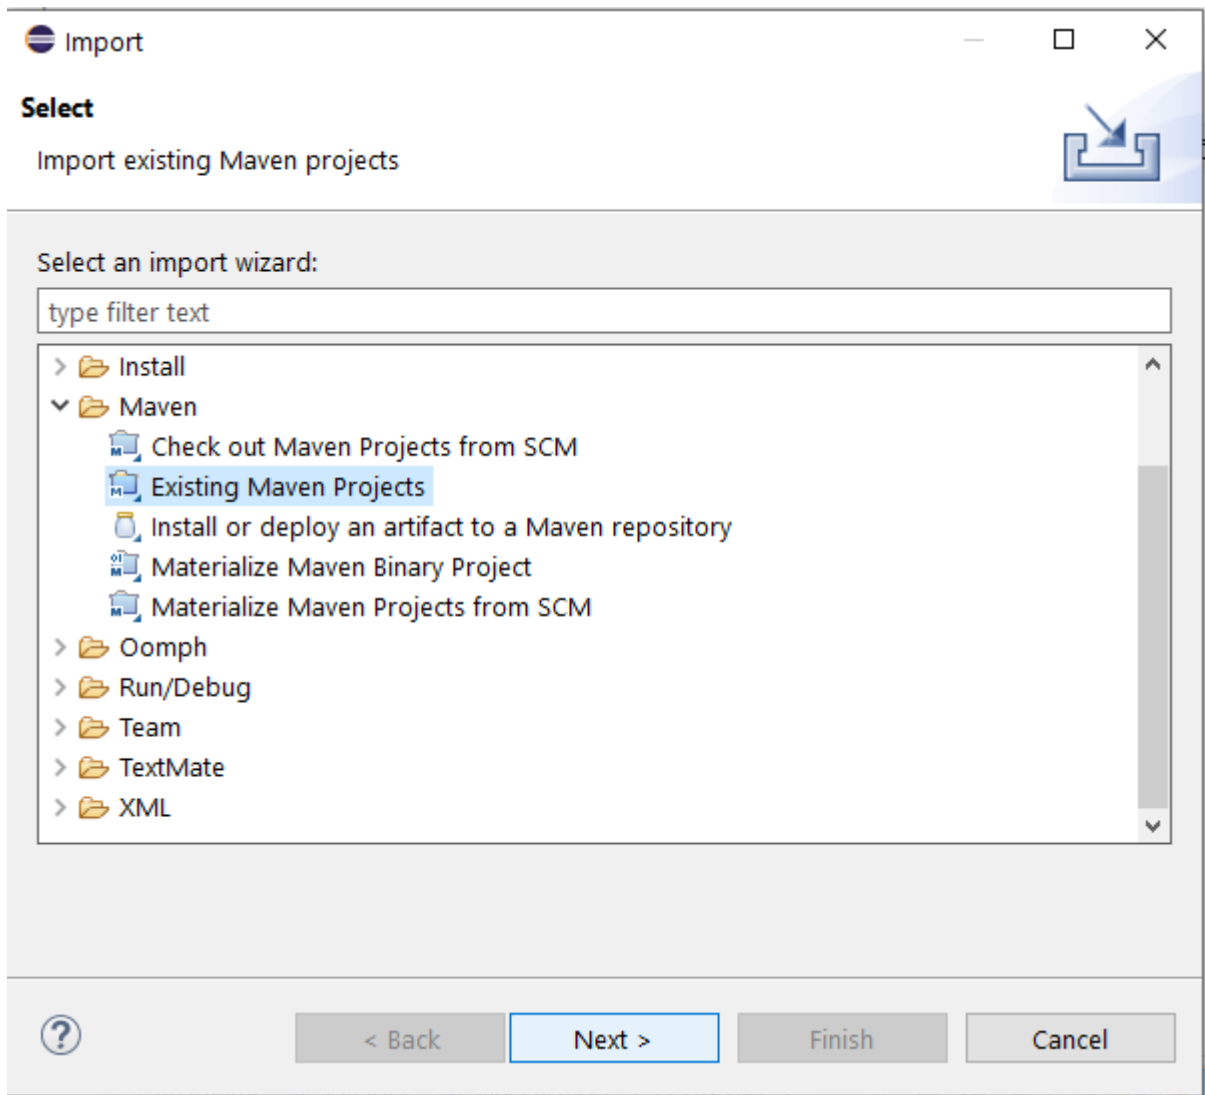 Import
Select
Import existing Maven projects
Select an import wizard:
type filter text
Install
Maven
Check out Maven Projects from SCM
Existing Maven Projects
Install or deploy an artifact to a Maven repository
Materialize Maven Binary Project
Materialize Maven Projects from SCM
Oomph
Run/Debug
Team
TextMate
XML
< Back Next > Finish Cancel